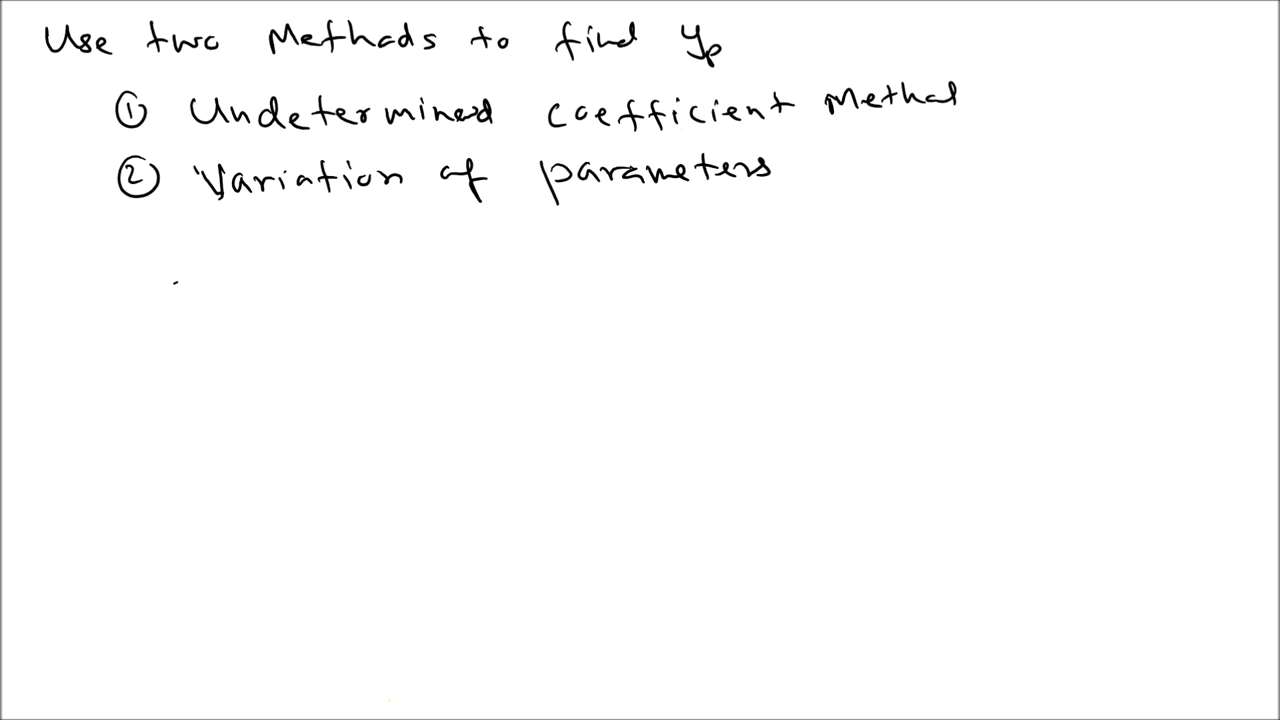 Use two Methods to find yp
① Undetermined coefficient Method
② Variation of parameters